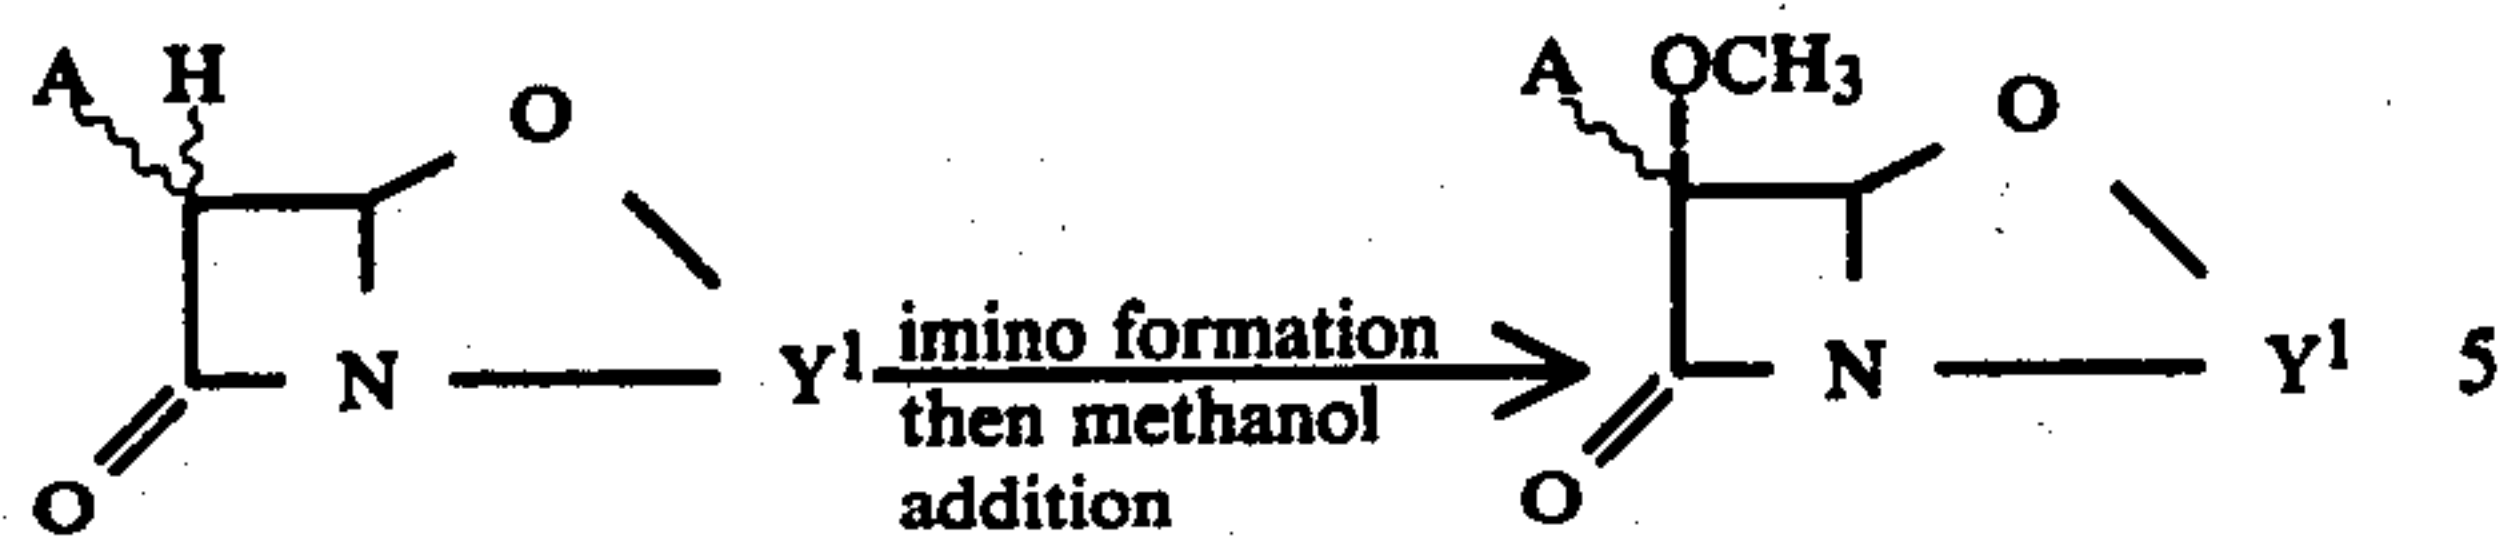 A H O A OCH3 O
imino formation
N Y1 N Y1 5
then methanol
O O
addition